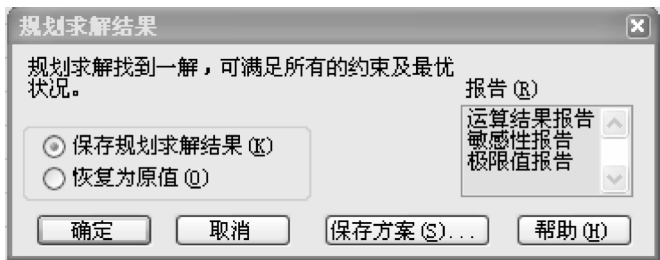 规划求解结果
规划求解找到一解，可满足所有的约束及最优
状况。
报告(R)
运算结果报告
敏感性报告
极限值报告
保存规划求解结果(K)
恢复为原值(O)
确定
取消
保存方案(S)...
帮助(H)